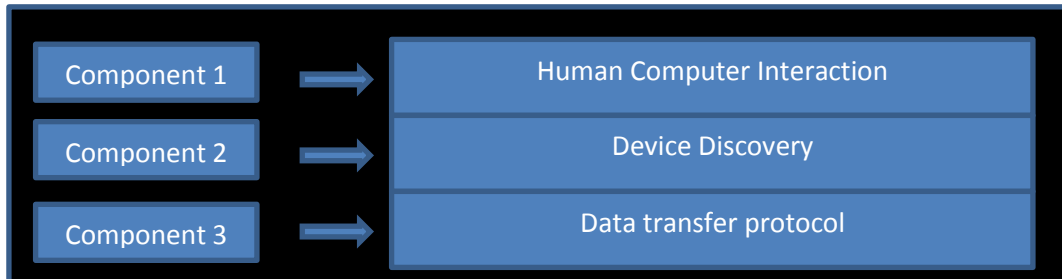 Component 1
Human Computer Interaction
Component 2
Device Discovery
Component 3
Data transfer protocol